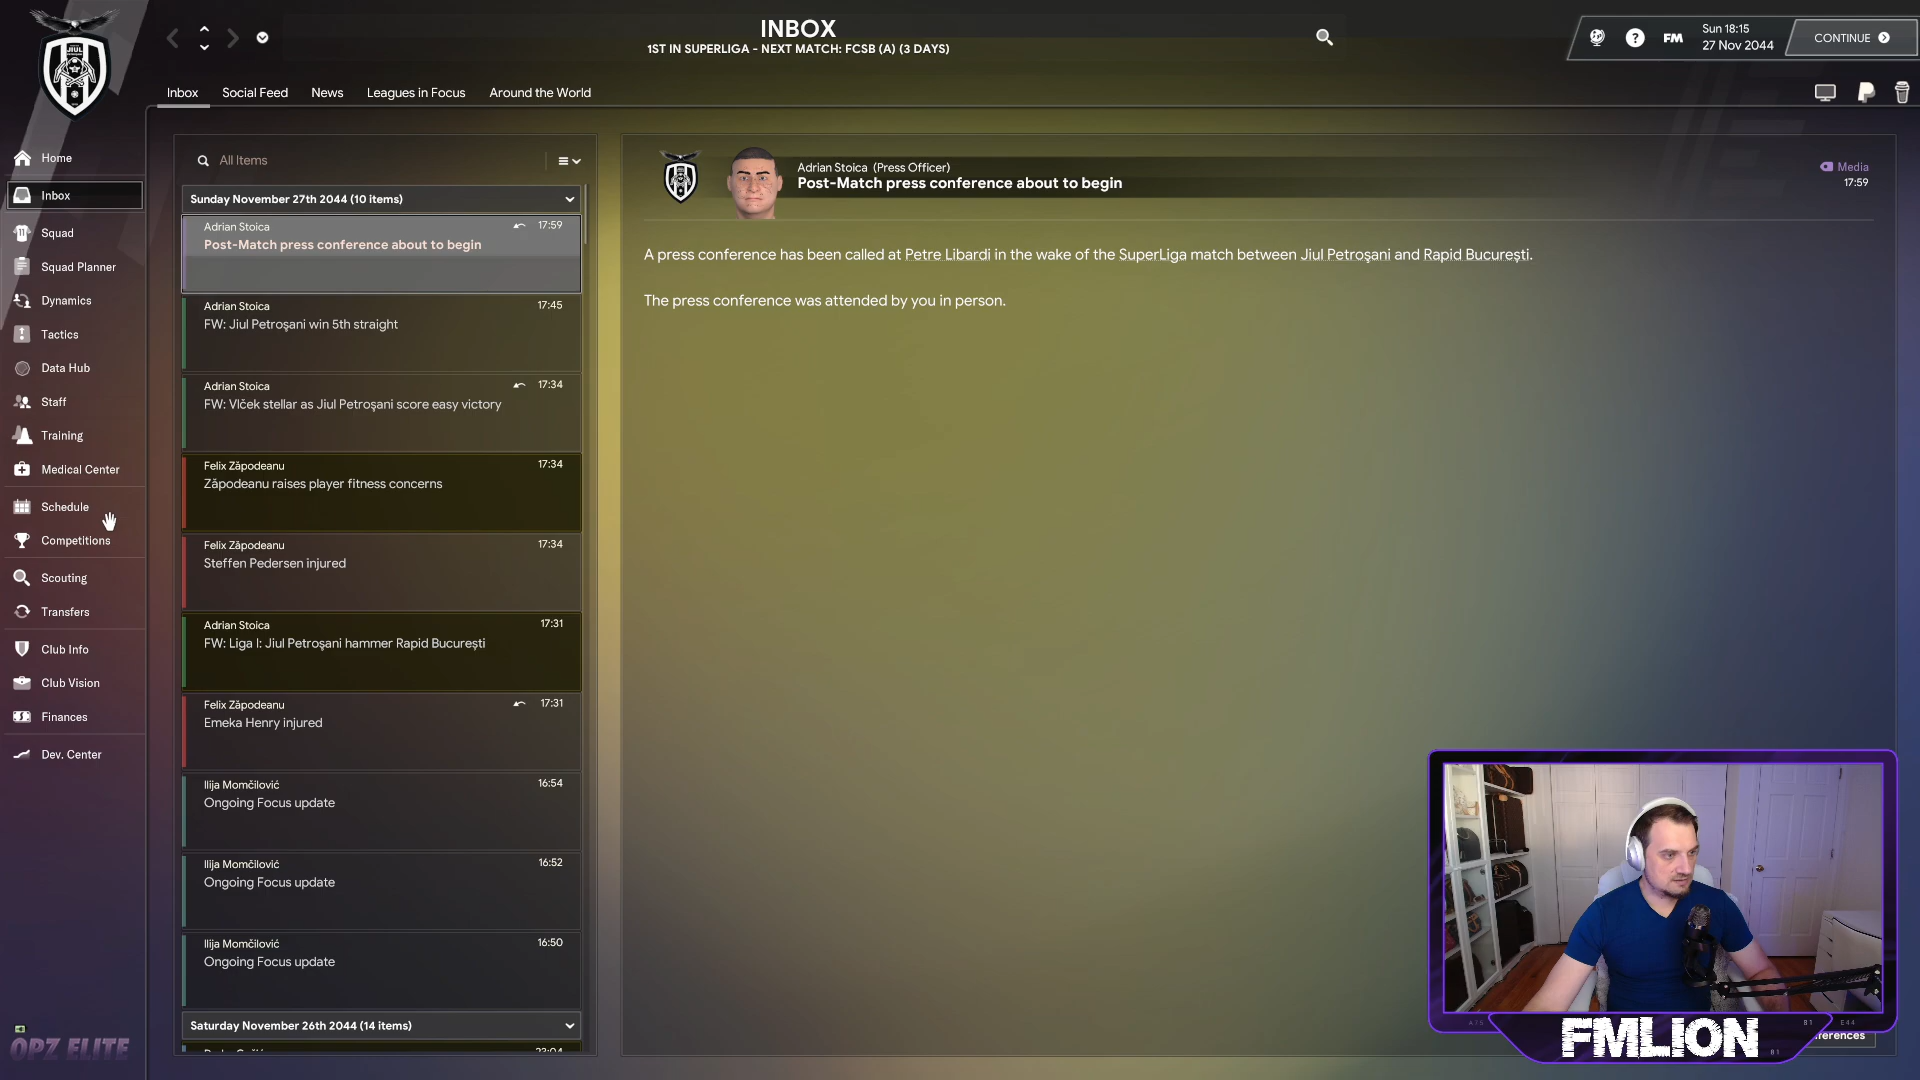 INBOX
1ST IN SUPERLIGA - NEXT MATCH: FCSB (A) (3 DAYS)
FM
Sun 18:15
27 Nov 2044
CONTINUE
Inbox
Social Feed
News
Leagues in Focus
Around the World
Home
Inbox
Squad
Squad Planner
Dynamics
Tactics
Data Hub
Staff
Training
Medical Center
Schedule
Competitions
Scouting
Transfers
Club Info
Club Vision
Finances
Dev. Center
OPZ ELITE
All Items
Sunday November 27th 2044 (10 items)
Adrian Stoica 17:59
Post-Match press conference about to begin
Adrian Stoica 17:45
FW: Jiul Petroşani win 5th straight
Adrian Stoica 17:34
FW: Vlček stellar as Jiul Petroşani score easy victory
Felix Zăpodeanu 17:34
Zăpodeanu raises player fitness concerns
Felix Zăpodeanu 17:34
Steffen Pedersen injured
Adrian Stoica 17:31
FW: Liga I: Jiul Petroşani hammer Rapid Bucureşti
Felix Zăpodeanu 17:31
Emeka Henry injured
Ilija Momčilović 16:54
Ongoing Focus update
Ilija Momčilović 16:52
Ongoing Focus update
Ilija Momčilović 16:50
Ongoing Focus update
Saturday November 26th 2044 (14 items)
Adrian Stoica (Press Officer)
Post-Match press conference about to begin
Media
17:59
A press conference has been called at Petre Libardi in the wake of the SuperLiga match between Jiul Petroşani and Rapid Bucureşti.
The press conference was attended by you in person.
FMLION